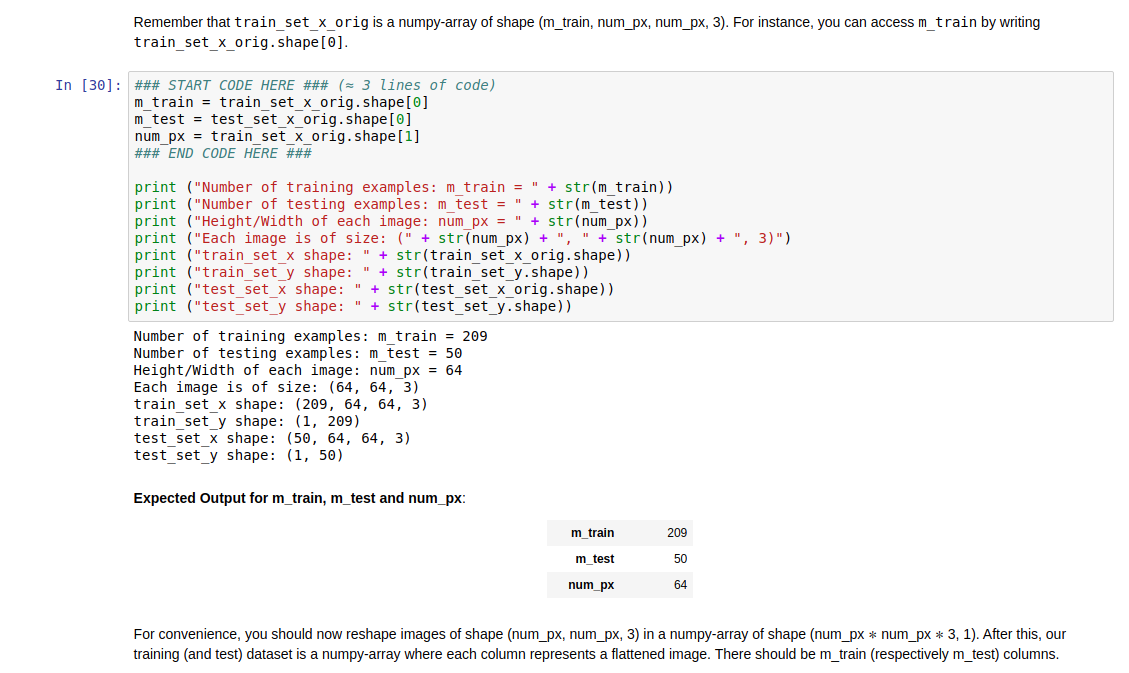 Remember that train_set_x_orig is a numpy-array of shape (m_train, num_px, num_px, 3). For instance, you can access m_train by writing
train_set_x_orig.shape[0].
In [30]: ### START CODE HERE ### (≈ 3 lines of code)
m_train = train_set_x_orig.shape[0]
m_test = test_set_x_orig.shape[0]
num_px = train_set_x_orig.shape[1]
### END CODE HERE ###
print ("Number of training examples: m_train = " + str(m_train))
print ("Number of testing examples: m_test = " + str(m_test))
print ("Height/Width of each image: num_px = " + str(num_px))
print ("Each image is of size: (" + str(num_px) + ", " + str(num_px) + ", 3)")
print ("train_set_x shape: " + str(train_set_x_orig.shape))
print ("train_set_y shape: " + str(train_set_y.shape))
print ("test_set_x shape: " + str(test_set_x_orig.shape))
print ("test_set_y shape: " + str(test_set_y.shape))
Number of training examples: m_train = 209
Number of testing examples: m_test = 50
Height/Width of each image: num_px = 64
Each image is of size: (64, 64, 3)
train_set_x shape: (209, 64, 64, 3)
train_set_y shape: (1, 209)
test_set_x shape: (50, 64, 64, 3)
test_set_y shape: (1, 50)
Expected Output for m_train, m_test and num_px:
m_train 209
m_test 50
num_px 64
For convenience, you should now reshape images of shape (num_px, num_px, 3) in a numpy-array of shape (num_px ∗ num_px ∗ 3, 1). After this, our
training (and test) dataset is a numpy-array where each column represents a flattened image. There should be m_train (respectively m_test) columns.